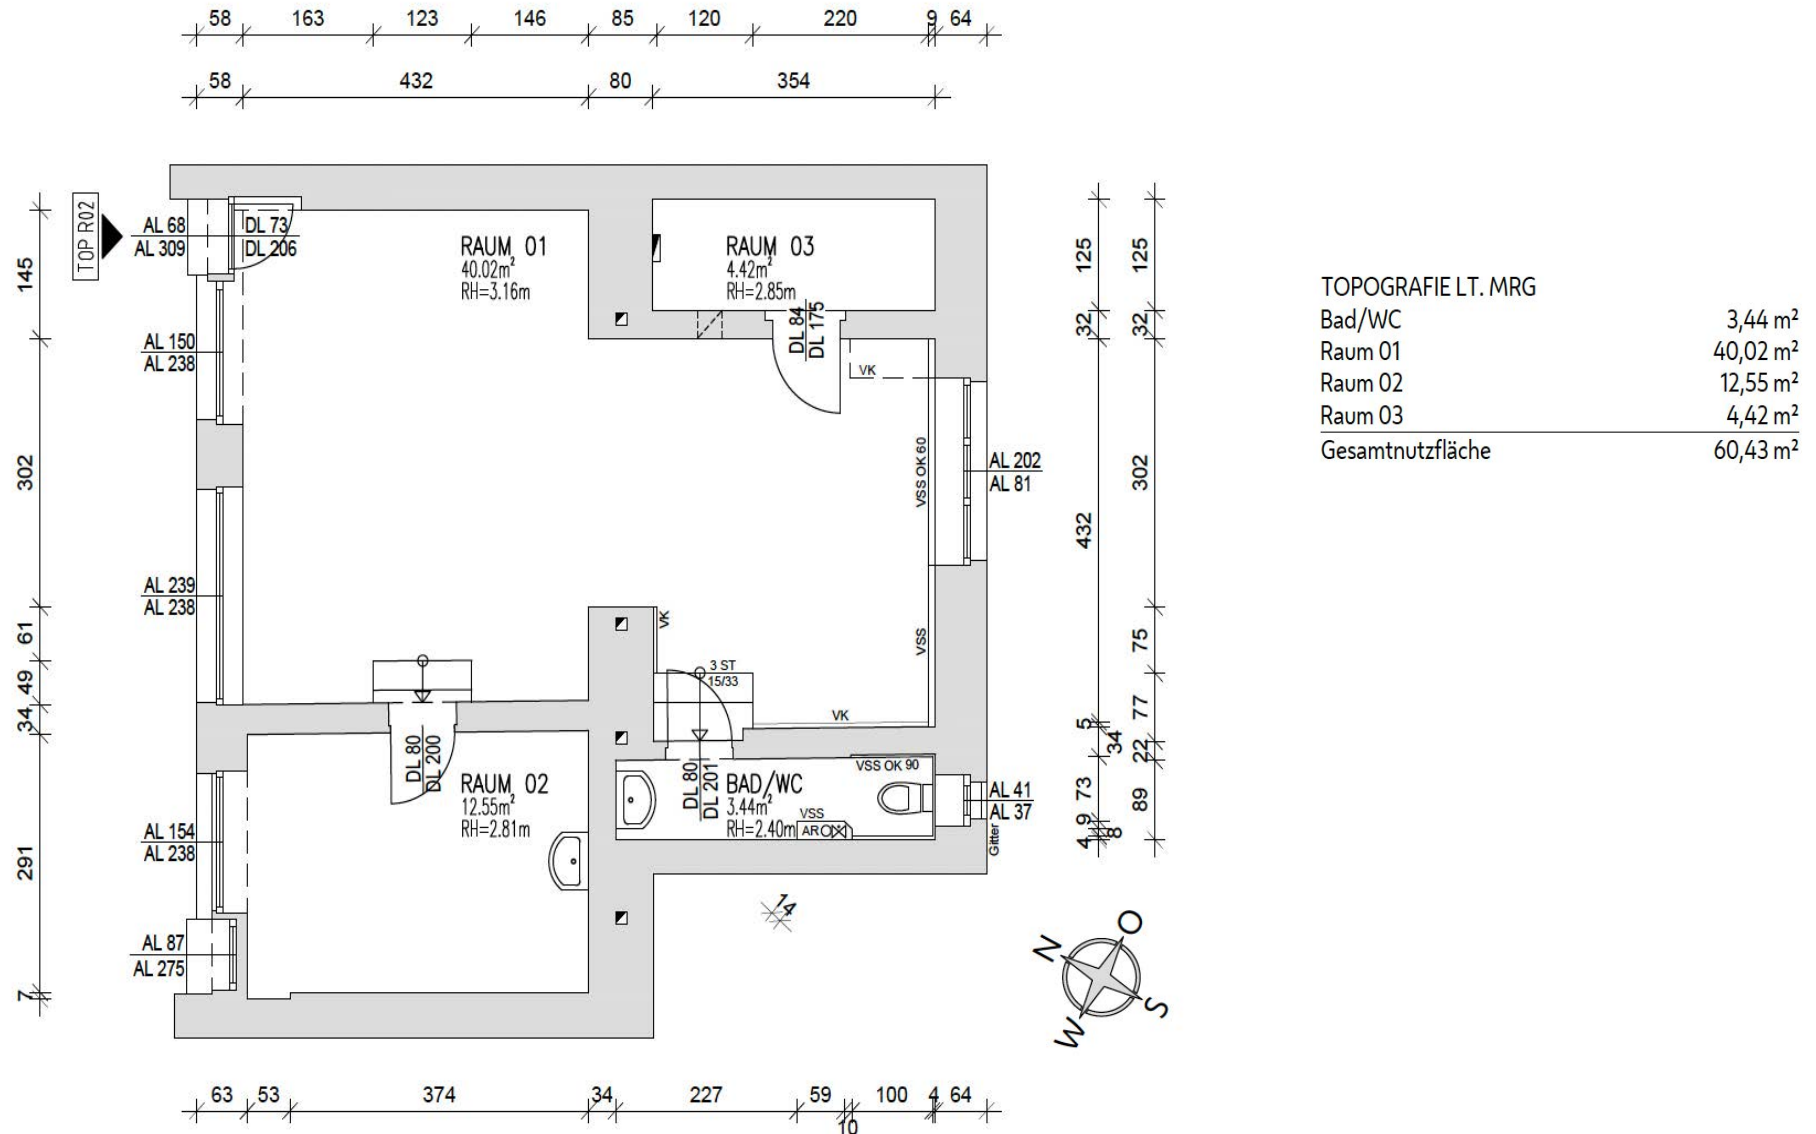 58 163 123 146 85 120 220 9 64
58 432 80 354
TOP R02
AL 68
AL 309
DL 73
DL 206
RAUM 01
40.02m²
RH=3.16m
RAUM 03
4.42m²
RH=2.85m
DL 84
DL 175
VK
AL 150
AL 238
AL 239
AL 238
VSS OK 60
AL 202
AL 81
VK
VSS
3 ST
15/33
VK
DL 80
DL 200
RAUM 02
12.55m²
RH=2.81m
DL 80
DL 201
BAD/WC
3.44m²
RH=2.40m
VSS OK 90
VSS
AR
AL 41
AL 37
Gitter
AL 154
AL 238
AL 87
AL 275
14
145
302
61
49
34
291
7
125
32
432
5
34
73
9
8
4
125
32
302
75
77
22
89
N
O
S
W
63 53 374 34 227 59 10 100 4 64
TOPOGRAFIE LT. MRG
Bad/WC 3,44 m²
Raum 01 40,02 m²
Raum 02 12,55 m²
Raum 03 4,42 m²
Gesamtnutzfläche 60,43 m²